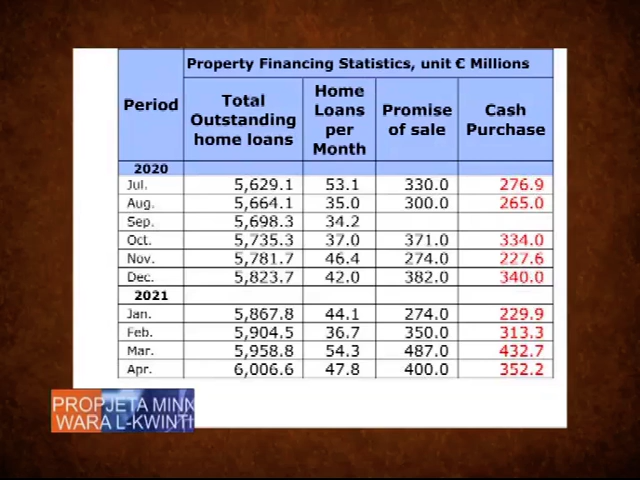 Property Financing Statistics, unit € Millions
Period Total Outstanding home loans Home Loans per Month Promise of sale Cash Purchase
2020
Jul. 5,629.1 53.1 330.0 276.9
Aug. 5,664.1 35.0 300.0 265.0
Sep. 5,698.3 34.2
Oct. 5,735.3 37.0 371.0 334.0
Nov. 5,781.7 46.4 274.0 227.6
Dec. 5,823.7 42.0 382.0 340.0
2021
Jan. 5,867.8 44.1 274.0 229.9
Feb. 5,904.5 36.7 350.0 313.3
Mar. 5,958.8 54.3 487.0 432.7
Apr. 6,006.6 47.8 400.0 352.2
PROPJETA MINN
WARA L-KWINTI